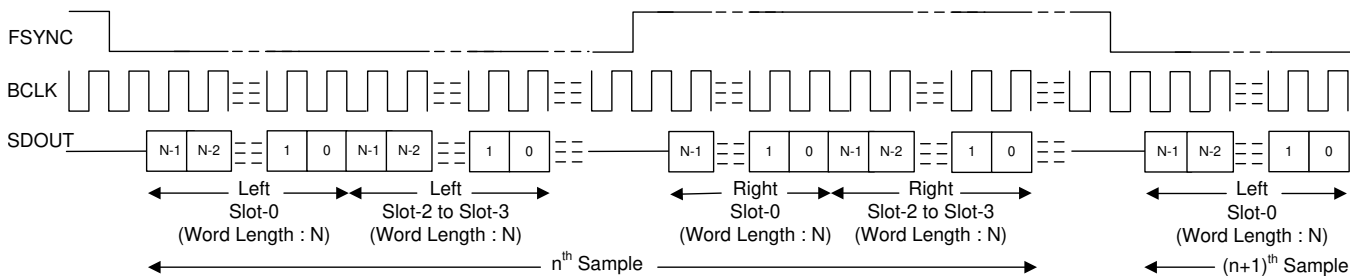 FSYNC
BCLK
SDOUT N-1 N-2 1 0 N-1 N-2 1 0 N-1 1 0 N-1 N-2 1 0 N-1 N-2 1 0
Left Left Right Right Left
Slot-0 Slot-2 to Slot-3 Slot-0 Slot-2 to Slot-3 Slot-0
(Word Length : N) (Word Length : N) (Word Length : N) (Word Length : N) (Word Length : N)
nth Sample (n+1)th Sample